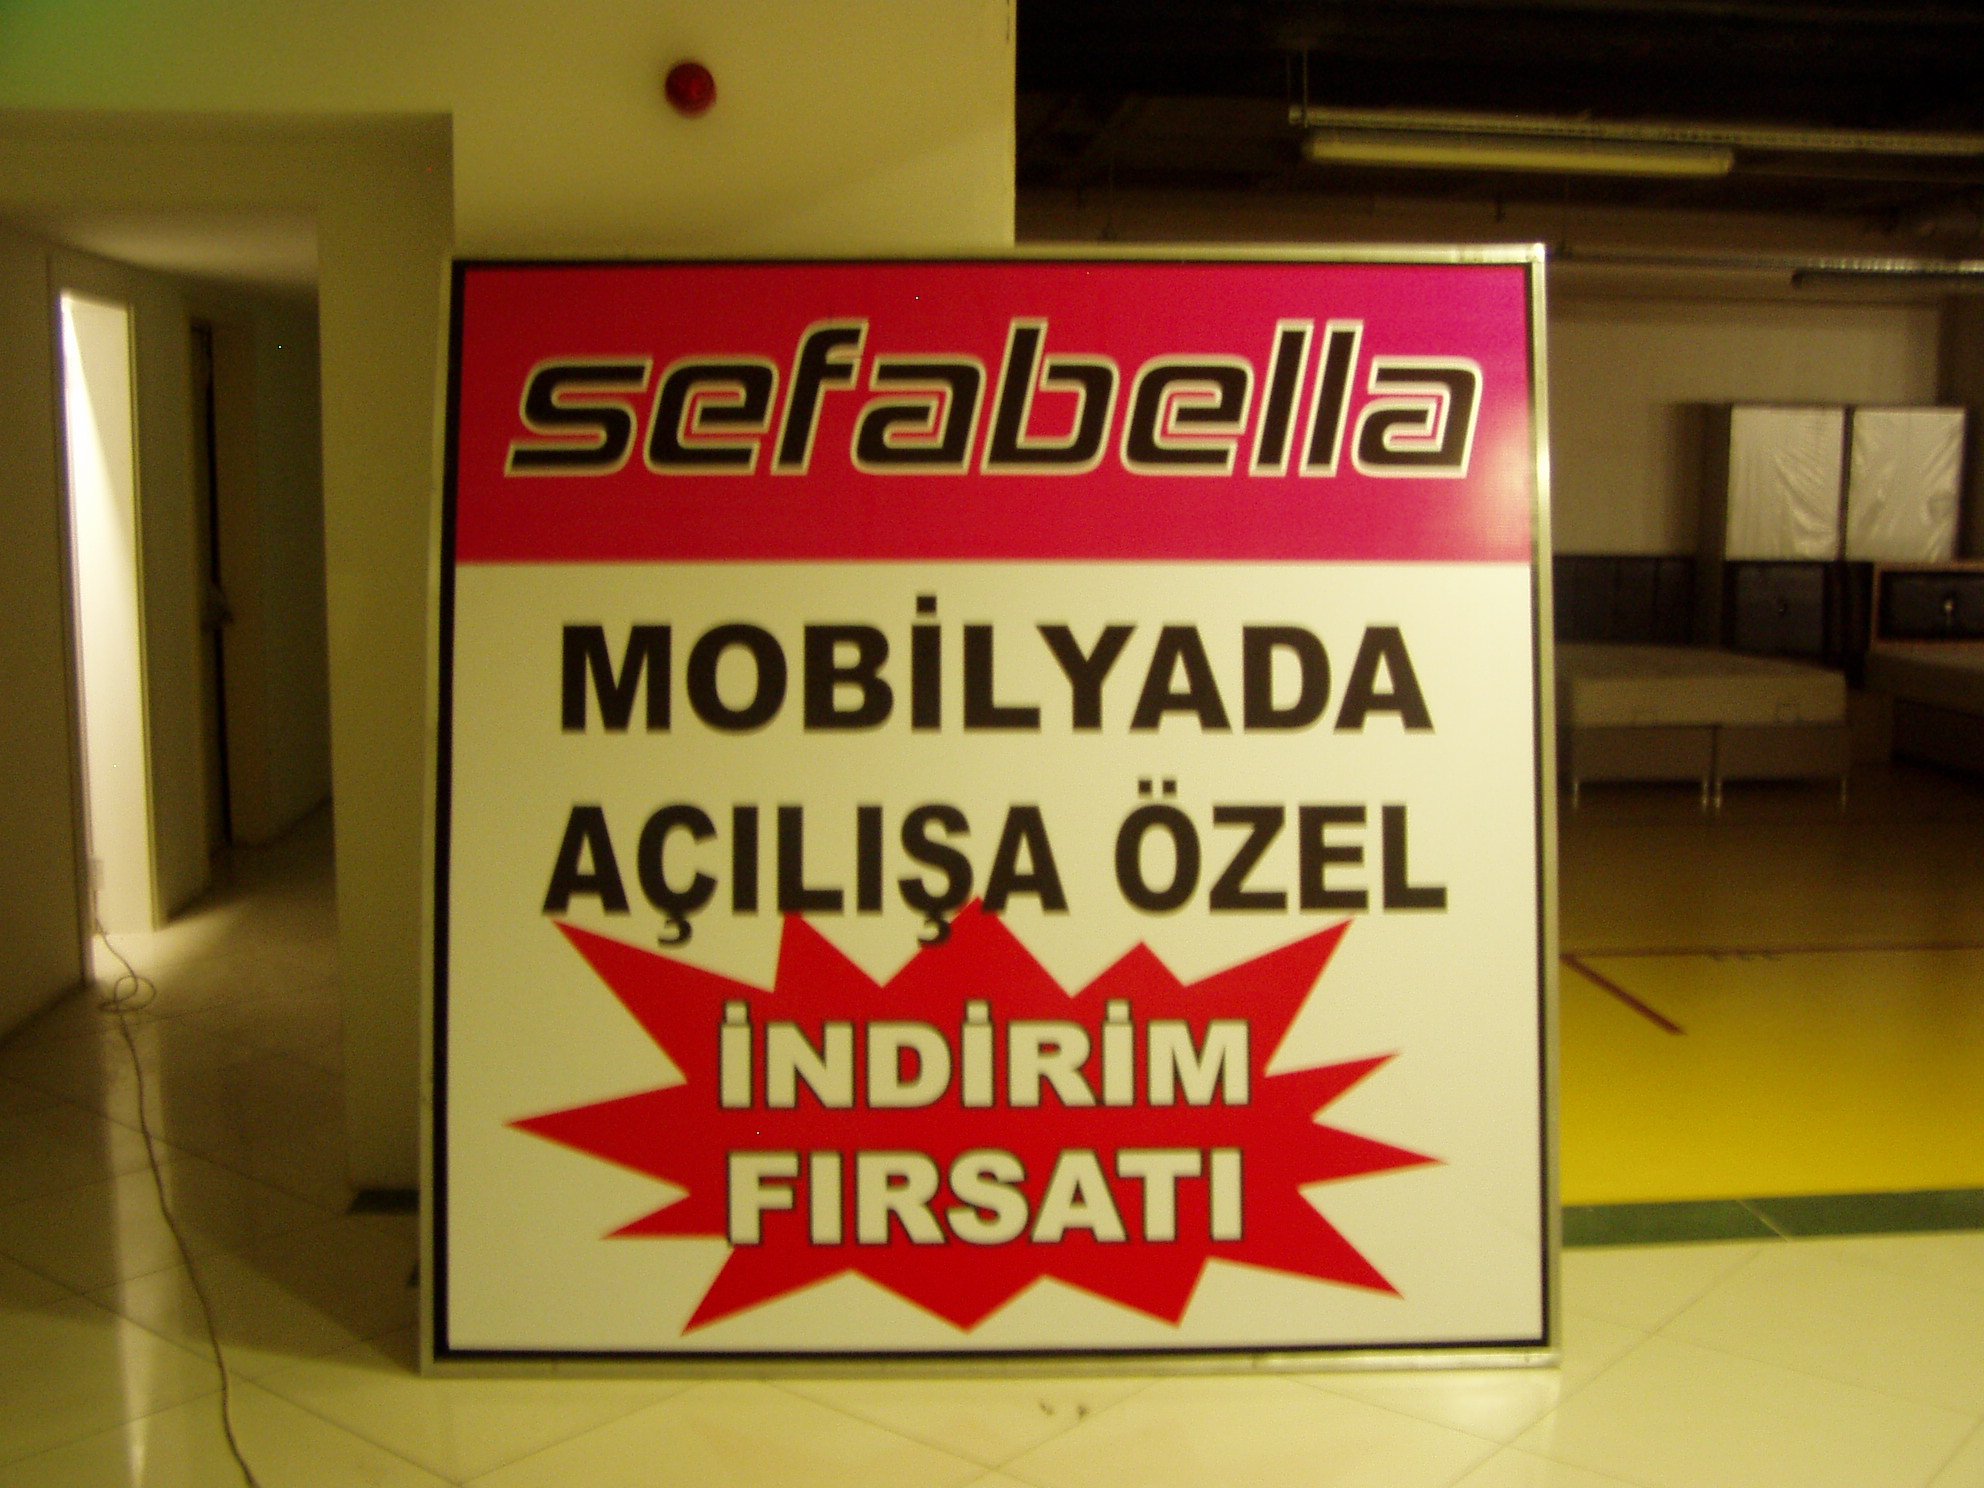 sefabella
MOBİLYADA
AÇILIŞA ÖZEL
İNDİRİM
FIRSATI